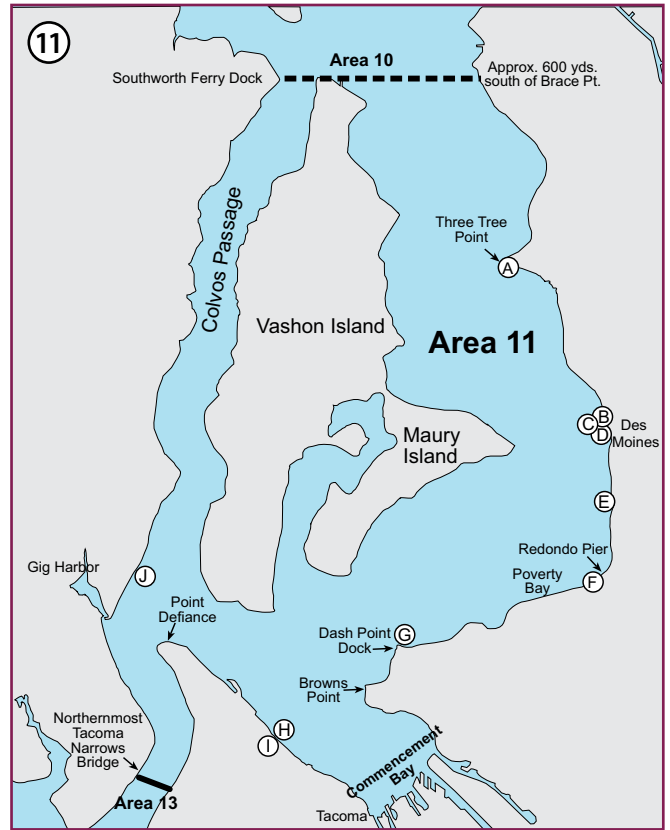 11
Area 10
Southworth Ferry Dock
Approx. 600 yds.
south of Brace Pt.
Colvos Passage
Three Tree
Point
A
Vashon Island
Area 11
B
C
D
Des
Moines
Maury
Island
E
Redondo Pier
Gig Harbor
J
Poverty
Bay
F
Point
Defiance
G
Dash Point
Dock
Browns
Point
H
I
Northernmost
Tacoma
Narrows
Bridge
Commencement
Bay
Area 13
Tacoma